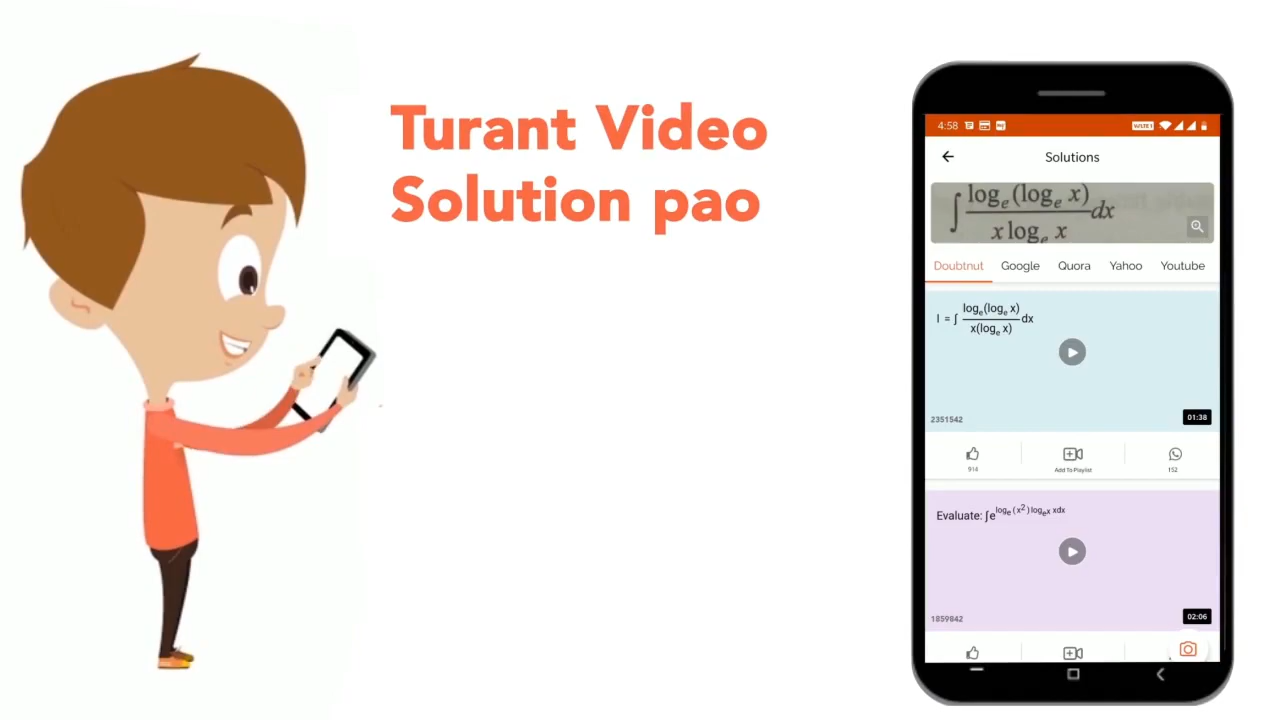 Turant Video
Solution pao
4:58
VoLTE1
Solutions
∫ logₑ(logₑ x) / x logₑ x dx
Doubtnut Google Quora Yahoo Youtube
I = ∫ logₑ(logₑ x) / x(logₑ x) dx
2351542 01:38
914 Add To Playlist 152
Evaluate: ∫e^logₑ(x²)logₑx xdx
1859842 02:06